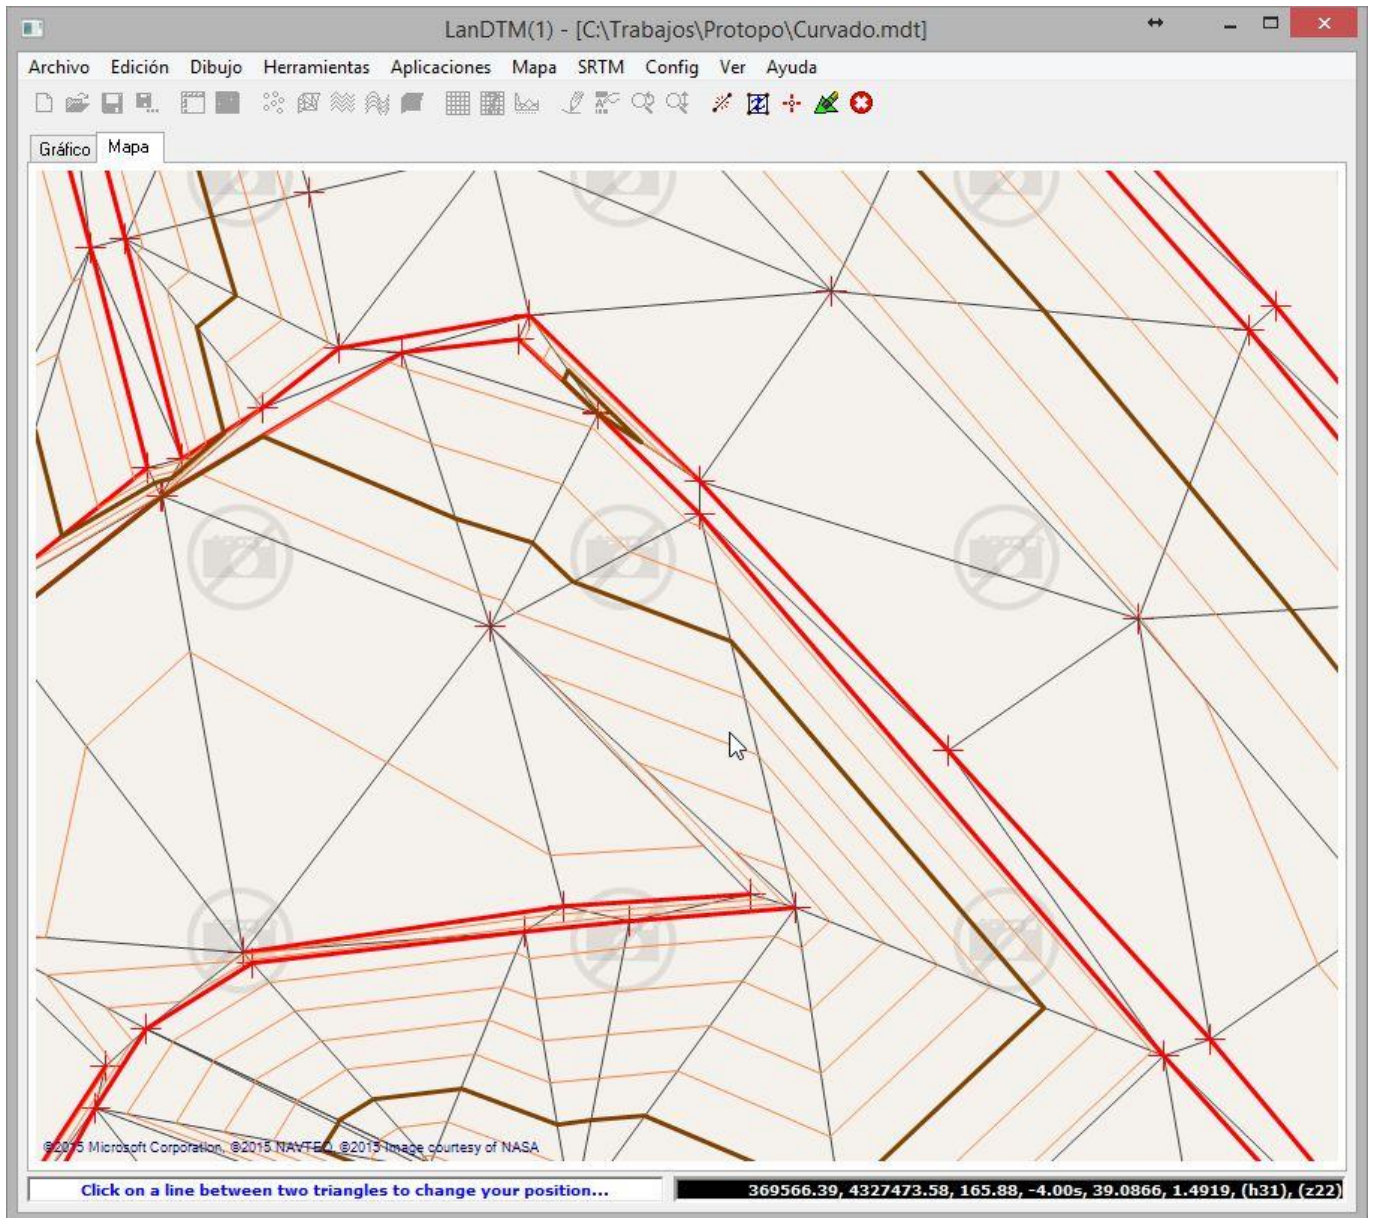 LanDTM(1) - [C:\Trabajos\Protopo\Curvado.mdt]
Archivo Edición Dibujo Herramientas Aplicaciones Mapa SRTM Config Ver Ayuda
Gráfico Mapa
©2015 Microsoft Corporation, ©2015 NAVTEQ, ©2015 Image courtesy of NASA
Click on a line between two triangles to change your position... 369566.39, 4327473.58, 165.88, -4.00s, 39.0866, 1.4919, (h31), (z22)